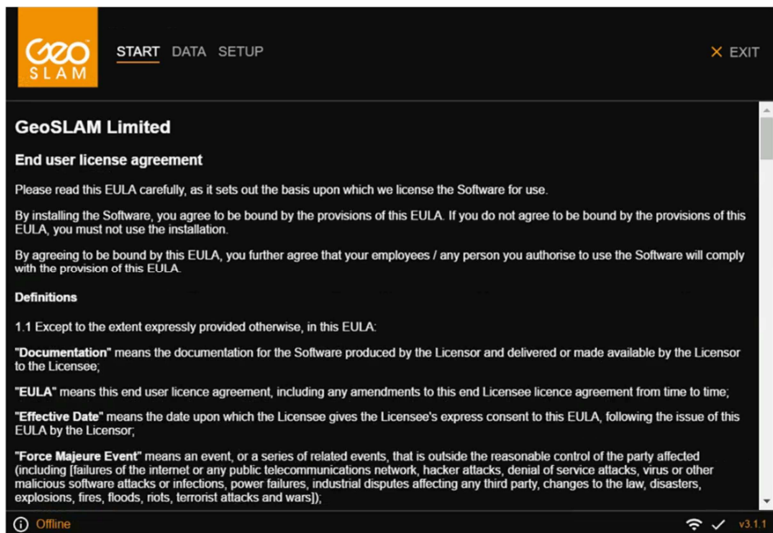 Geo
SLAM
START DATA SETUP
× EXIT
GeoSLAM Limited
End user license agreement
Please read this EULA carefully, as it sets out the basis upon which we license the Software for use.
By installing the Software, you agree to be bound by the provisions of this EULA. If you do not agree to be bound by the provisions of this
EULA, you must not use the installation.
By agreeing to be bound by this EULA, you further agree that your employees / any person you authorise to use the Software will comply
with the provision of this EULA.
Definitions
1.1 Except to the extent expressly provided otherwise, in this EULA:
"Documentation" means the documentation for the Software produced by the Licensor and delivered or made available by the Licensor
to the Licensee;
"EULA" means this end user licence agreement, including any amendments to this end Licensee licence agreement from time to time;
"Effective Date" means the date upon which the Licensee gives the Licensee's express consent to this EULA, following the issue of this
EULA by the Licensor;
"Force Majeure Event" means an event, or a series of related events, that is outside the reasonable control of the party affected
(including [failures of the internet or any public telecommunications network, hacker attacks, denial of service attacks, virus or other
malicious software attacks or infections, power failures, industrial disputes affecting any third party, changes to the law, disasters,
explosions, fires, floods, riots, terrorist attacks and wars]);
Offline
v3.1.1